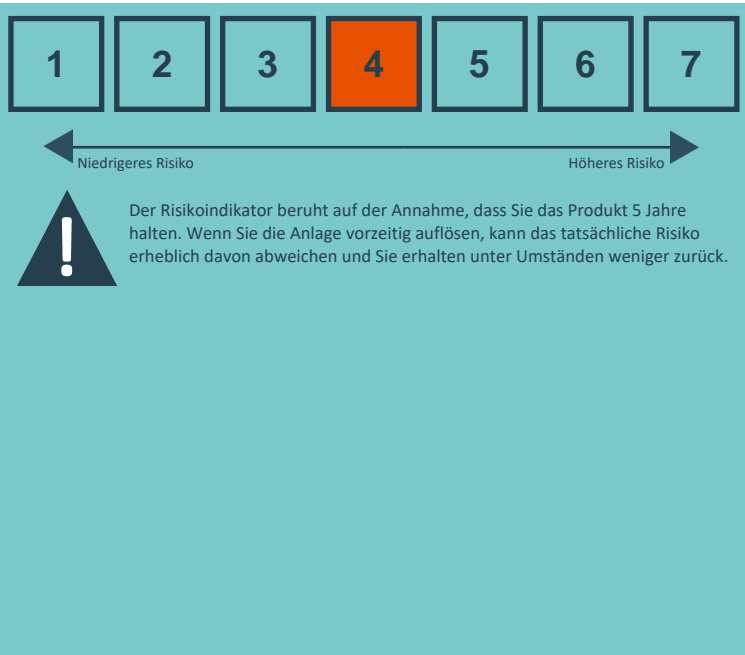 1 2 3 4 5 6 7
Niedrigeres Risiko Höheres Risiko
!
Der Risikoindikator beruht auf der Annahme, dass Sie das Produkt 5 Jahre
halten. Wenn Sie die Anlage vorzeitig auflösen, kann das tatsächliche Risiko
erheblich davon abweichen und Sie erhalten unter Umständen weniger zurück.